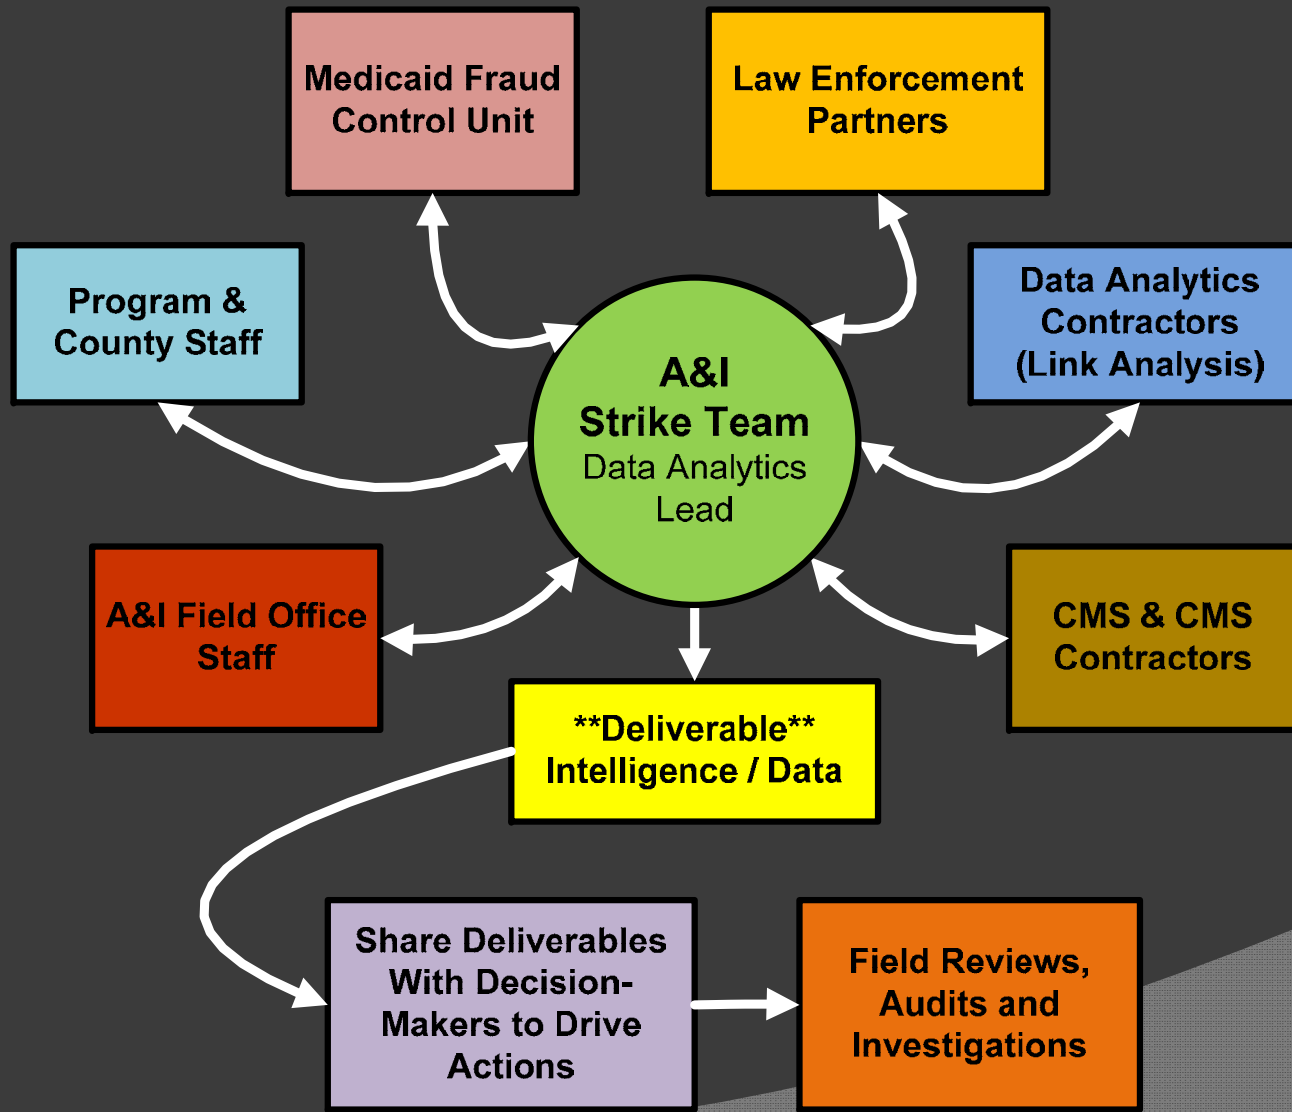 Medicaid Fraud
Control Unit
Law Enforcement
Partners
Program &
County Staff
Data Analytics
Contractors
(Link Analysis)
A&I
Strike Team
Data Analytics
Lead
A&I Field Office
Staff
CMS & CMS
Contractors
**Deliverable**
Intelligence / Data
Share Deliverables
With Decision-
Makers to Drive
Actions
Field Reviews,
Audits and
Investigations